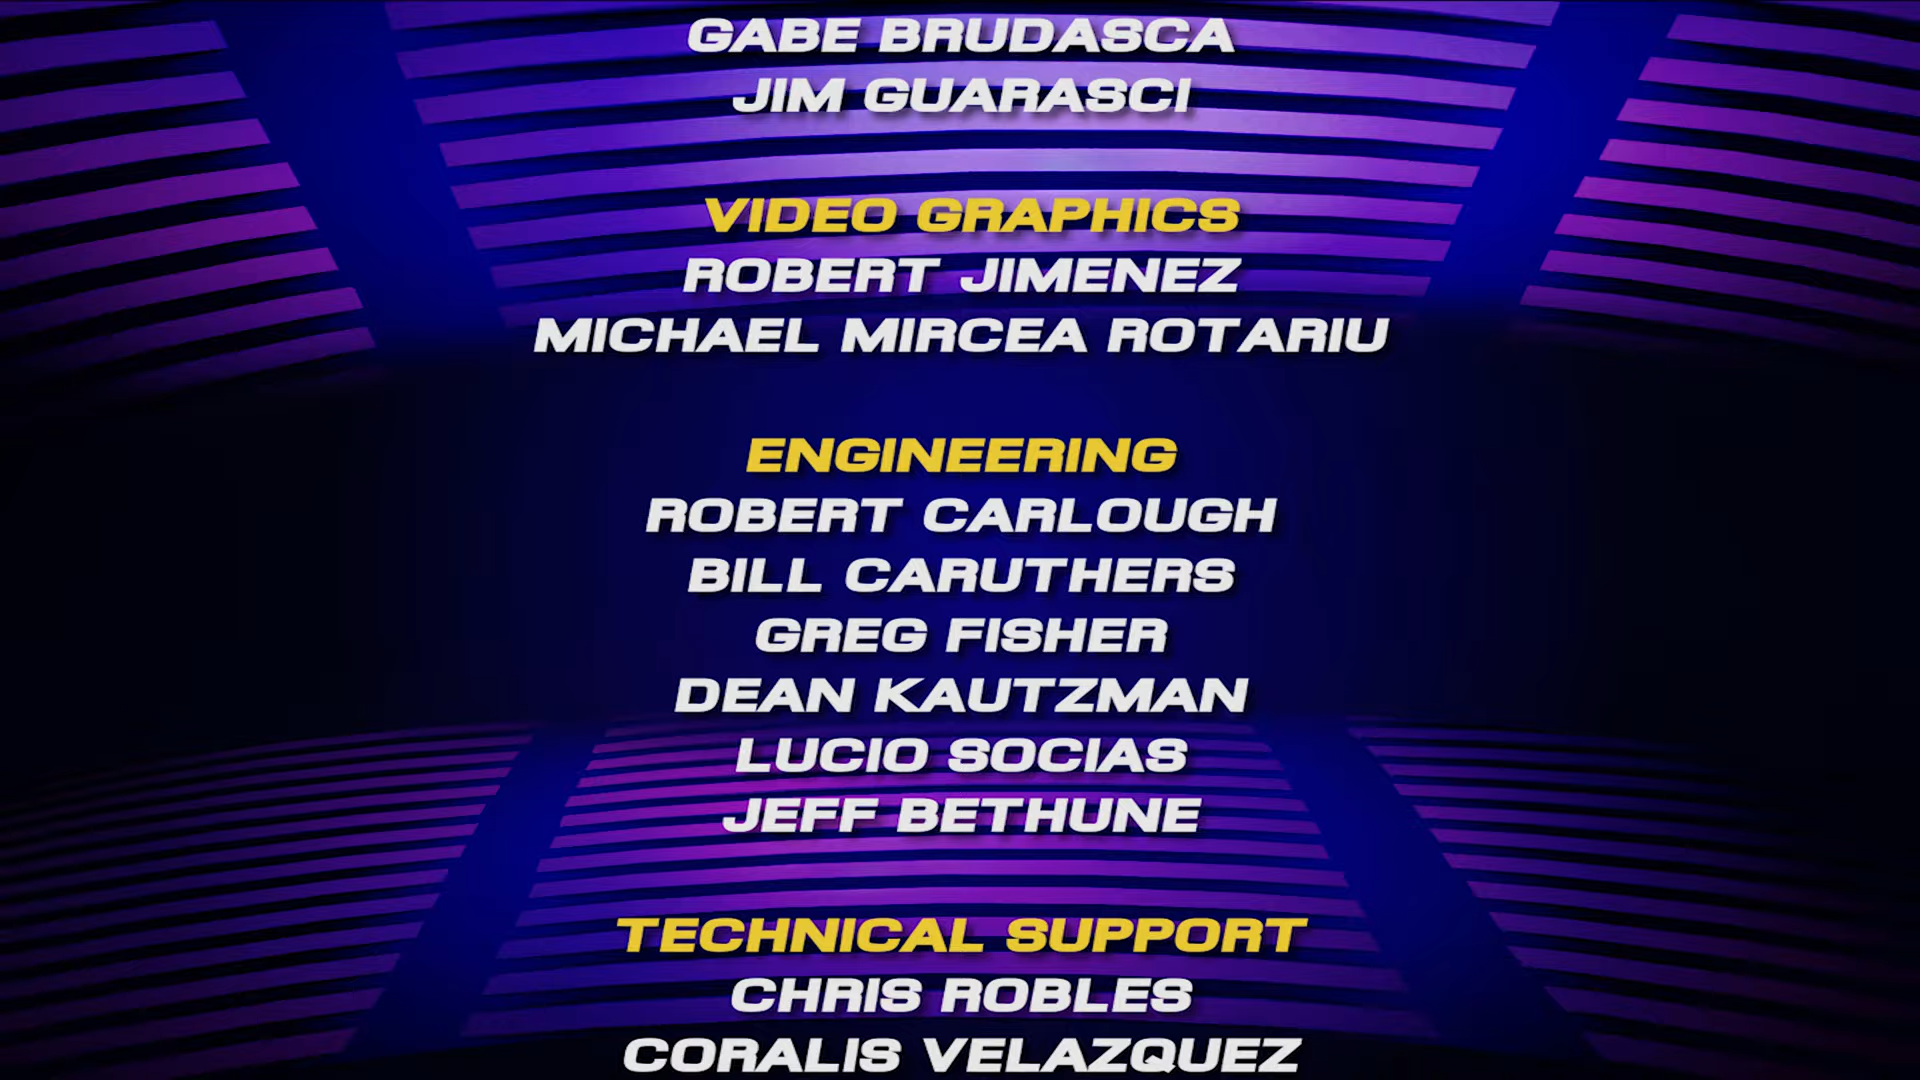 GABE BRUDASCA
JIM GUARASCI
VIDEO GRAPHICS
ROBERT JIMENEZ
MICHAEL MIRCEA ROTARIU
ENGINEERING
ROBERT CARLOUGH
BILL CARUTHERS
GREG FISHER
DEAN KAUTZMAN
LUCIO SOCIAS
JEFF BETHUNE
TECHNICAL SUPPORT
CHRIS ROBLES
CORALIS VELAZQUEZ